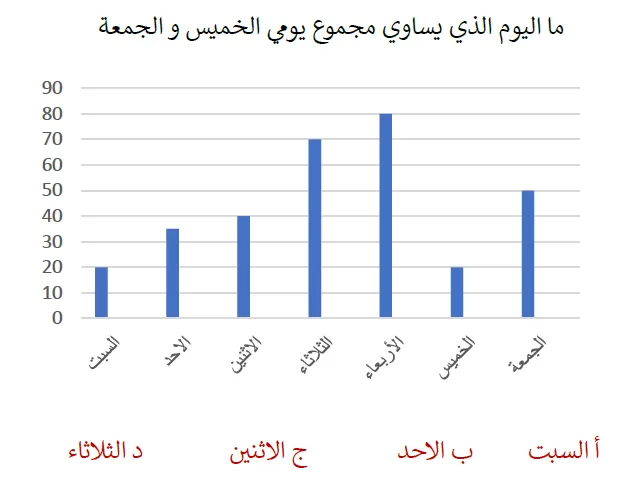 ما اليوم الذي يساوي مجموع يومي الخميس و الجمعة
90
80
70
60
50
40
30
20
10
0
السبت
الاحد
الاثنين
الثلاثاء
الأربعاء
الخميس
الجمعة
أ السبت ب الاحد ج الاثنين د الثلاثاء